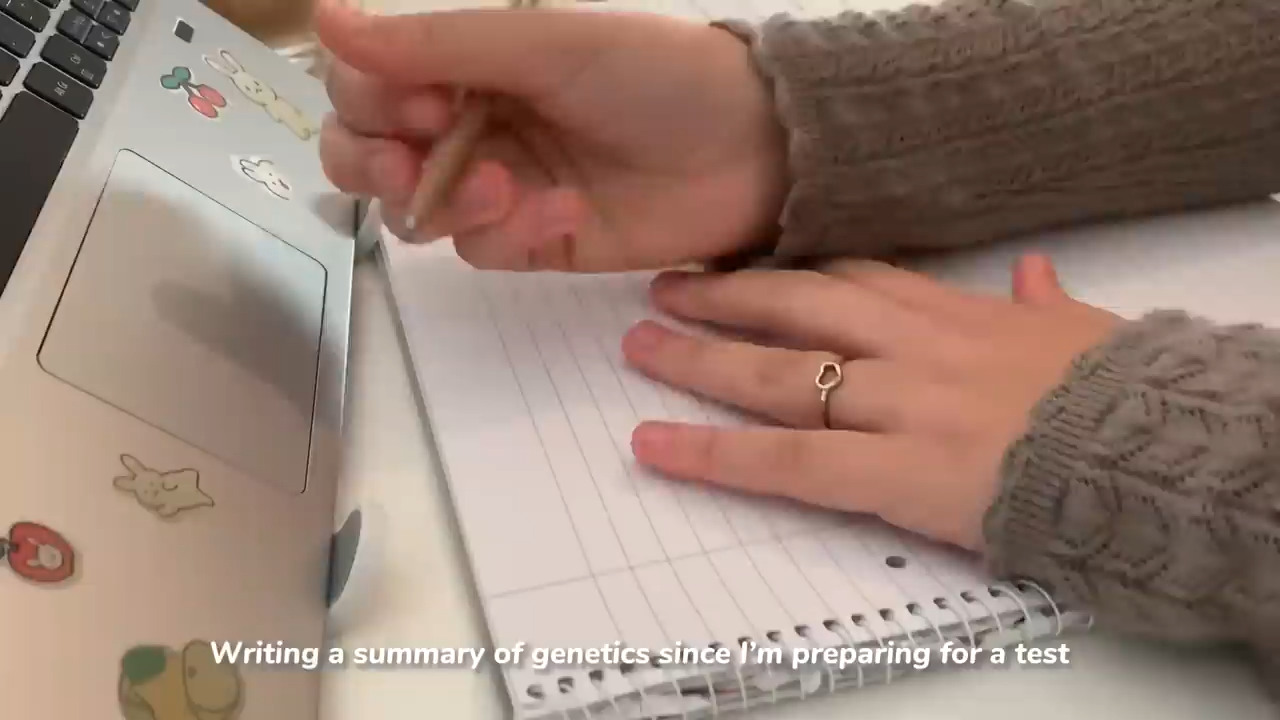 Writing a summary of genetics since I'm preparing for a test